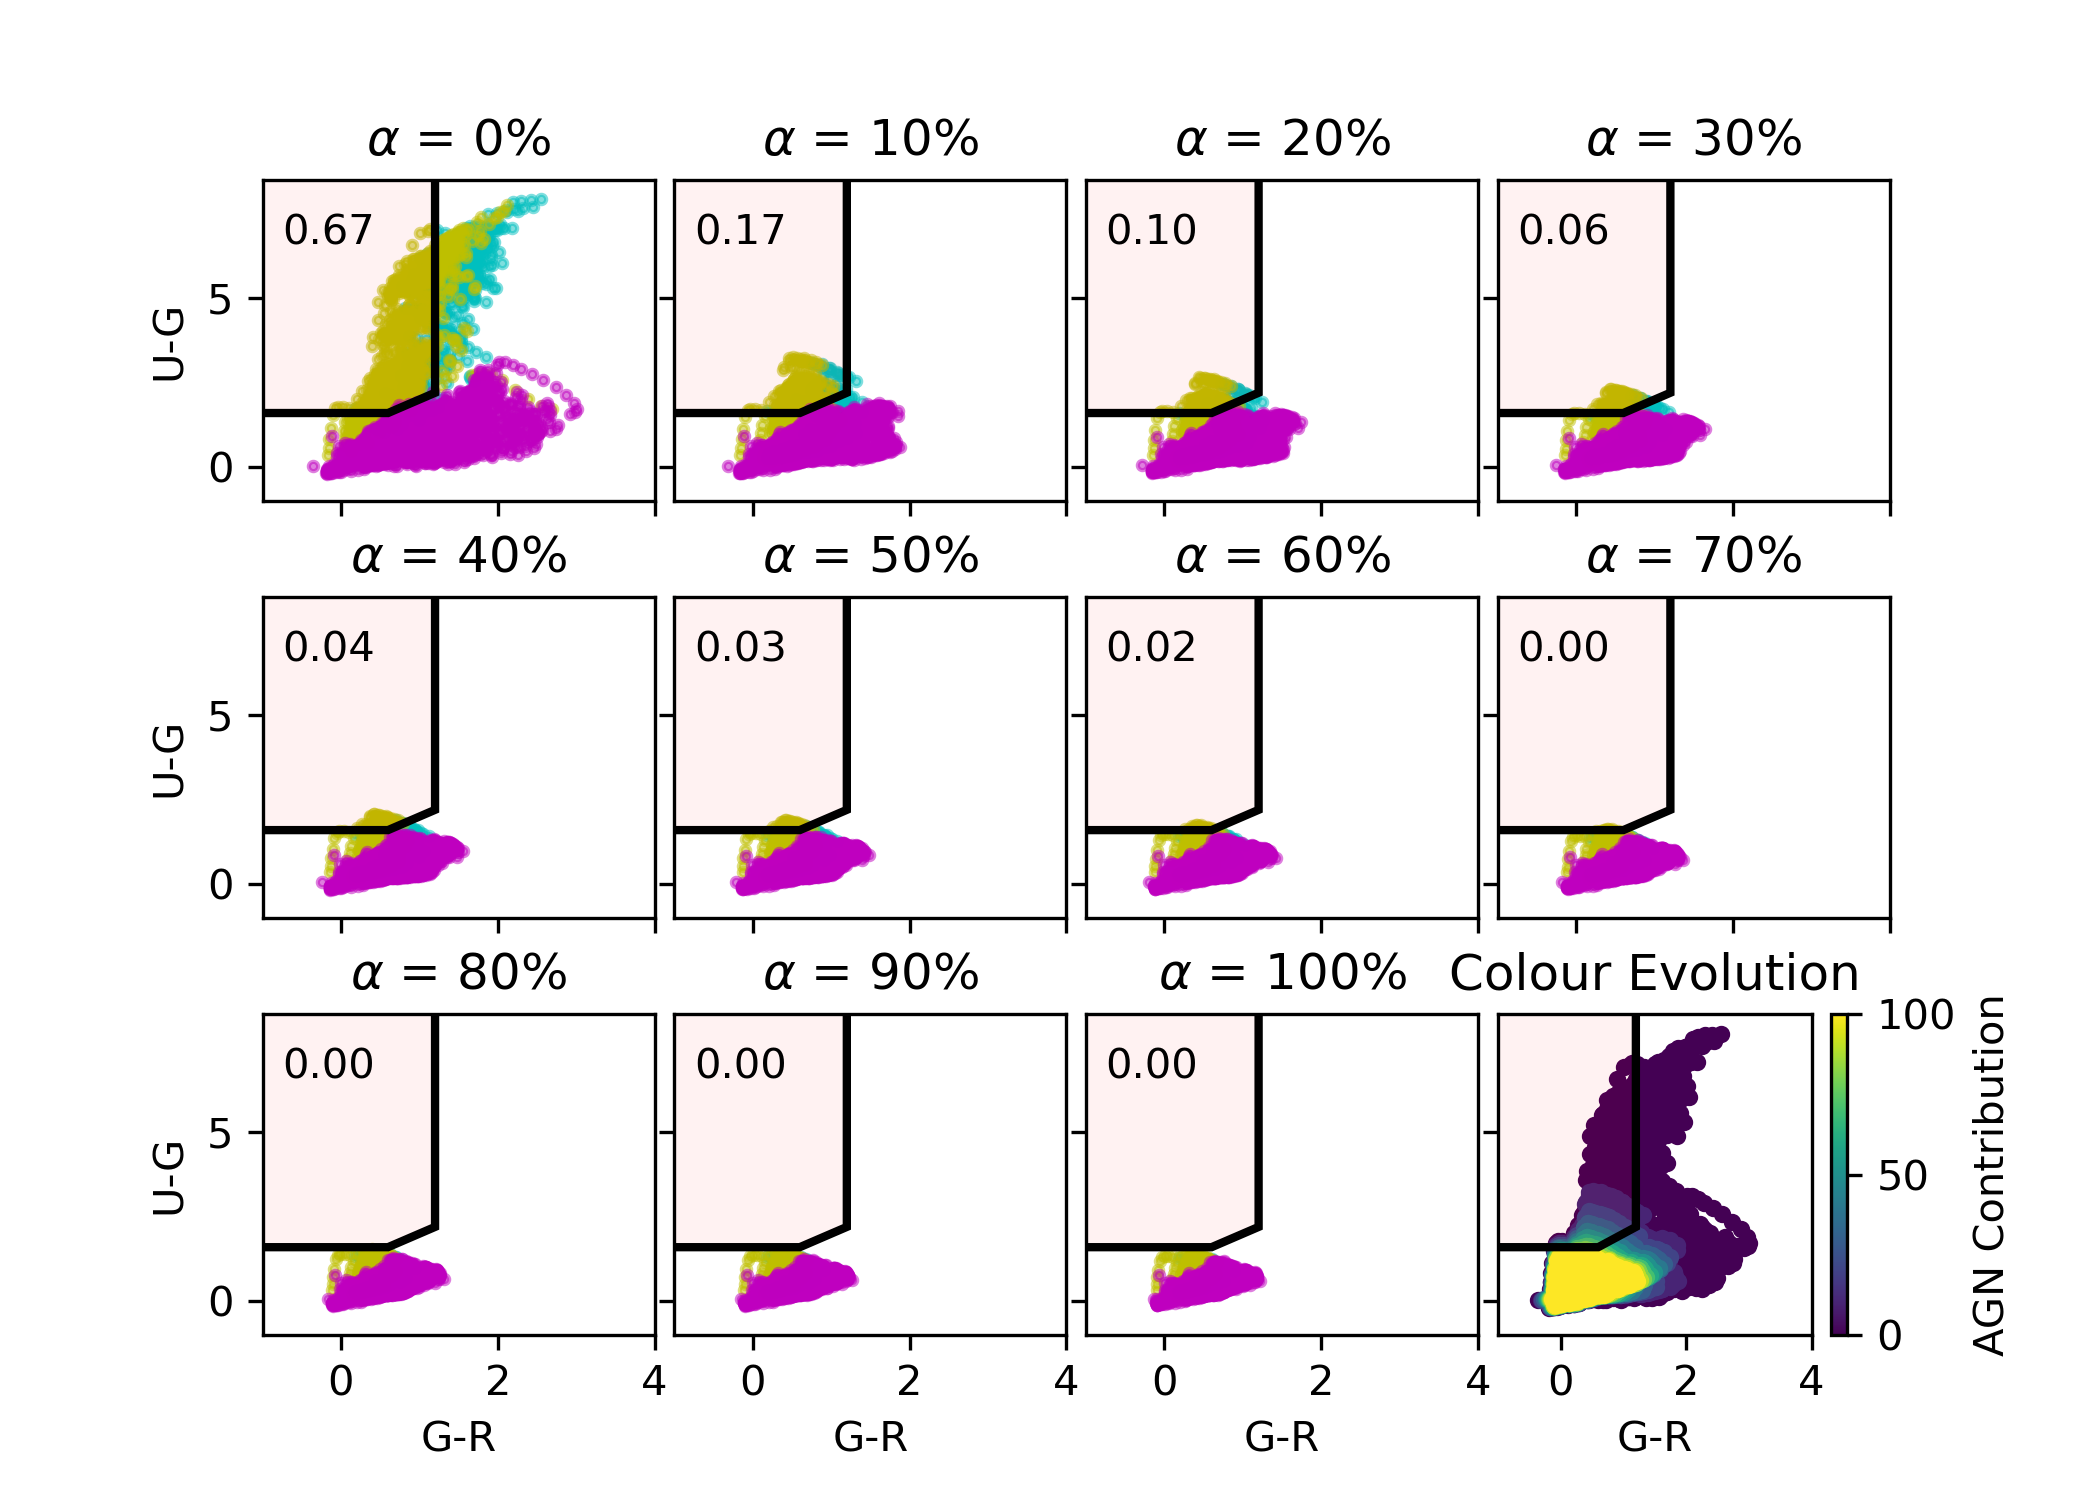 α = 0% α = 10% α = 20% α = 30%
0.67 0.17 0.10 0.06
U-G
5
0
α = 40% α = 50% α = 60% α = 70%
0.04 0.03 0.02 0.00
U-G
5
0
α = 80% α = 90% α = 100% Colour Evolution
0.00 0.00 0.00
U-G
5
0
100
50
0
AGN Contribution
0 2 4 0 2 4 0 2 4 0 2 4
G-R G-R G-R G-R